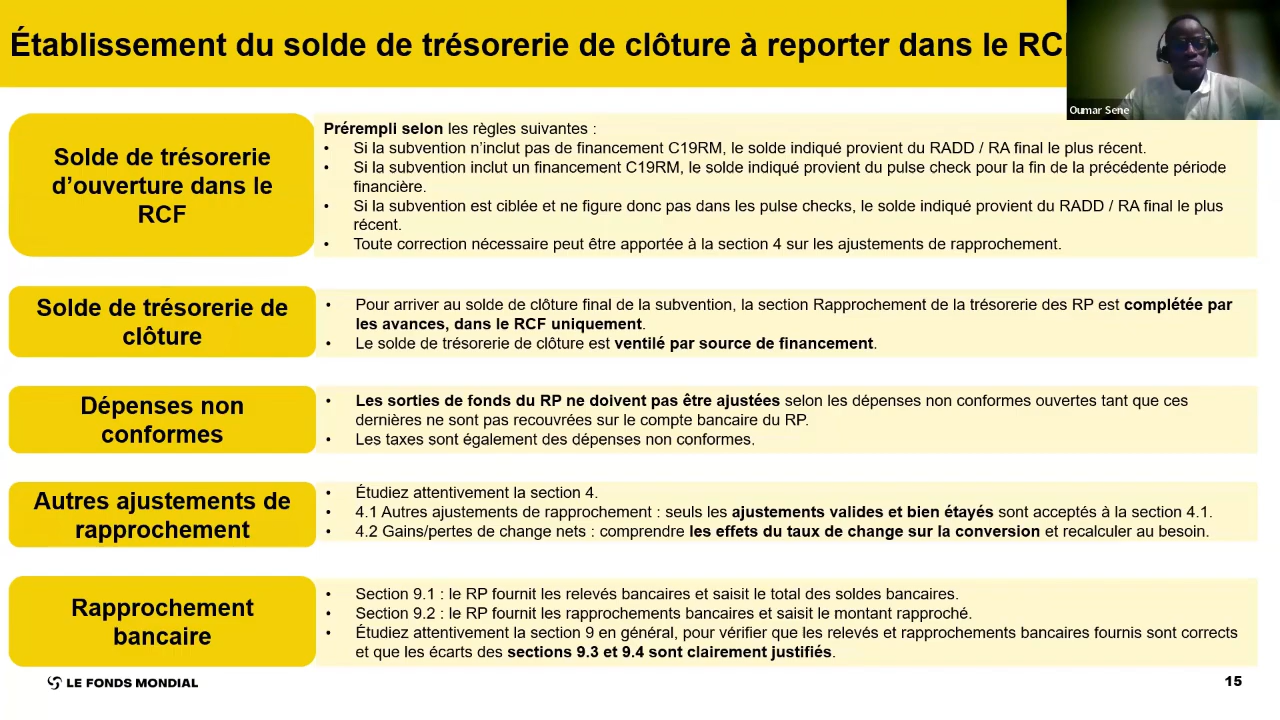 Établissement du solde de trésorerie de clôture à reporter dans le RC
Oumar Sene
Solde de trésorerie
d’ouverture dans le
RCF
Prérempli selon les règles suivantes :
• Si la subvention n’inclut pas de financement C19RM, le solde indiqué provient du RADD / RA final le plus récent.
• Si la subvention inclut un financement C19RM, le solde indiqué provient du pulse check pour la fin de la précédente période
financière.
• Si la subvention est ciblée et ne figure donc pas dans les pulse checks, le solde indiqué provient du RADD / RA final le plus
récent.
• Toute correction nécessaire peut être apportée à la section 4 sur les ajustements de rapprochement.
Solde de trésorerie de
clôture
• Pour arriver au solde de clôture final de la subvention, la section Rapprochement de la trésorerie des RP est complétée par
les avances, dans le RCF uniquement.
• Le solde de trésorerie de clôture est ventilé par source de financement.
Dépenses non
conformes
• Les sorties de fonds du RP ne doivent pas être ajustées selon les dépenses non conformes ouvertes tant que ces
dernières ne sont pas recouvrées sur le compte bancaire du RP.
• Les taxes sont également des dépenses non conformes.
Autres ajustements de
rapprochement
• Étudiez attentivement la section 4.
• 4.1 Autres ajustements de rapprochement : seuls les ajustements valides et bien étayés sont acceptés à la section 4.1.
• 4.2 Gains/pertes de change nets : comprendre les effets du taux de change sur la conversion et recalculer au besoin.
Rapprochement
bancaire
• Section 9.1 : le RP fournit les relevés bancaires et saisit le total des soldes bancaires.
• Section 9.2 : le RP fournit les rapprochements bancaires et saisit le montant rapproché.
• Étudiez attentivement la section 9 en général, pour vérifier que les relevés et rapprochements bancaires fournis sont corrects
et que les écarts des sections 9.3 et 9.4 sont clairement justifiés.
LE FONDS MONDIAL
15